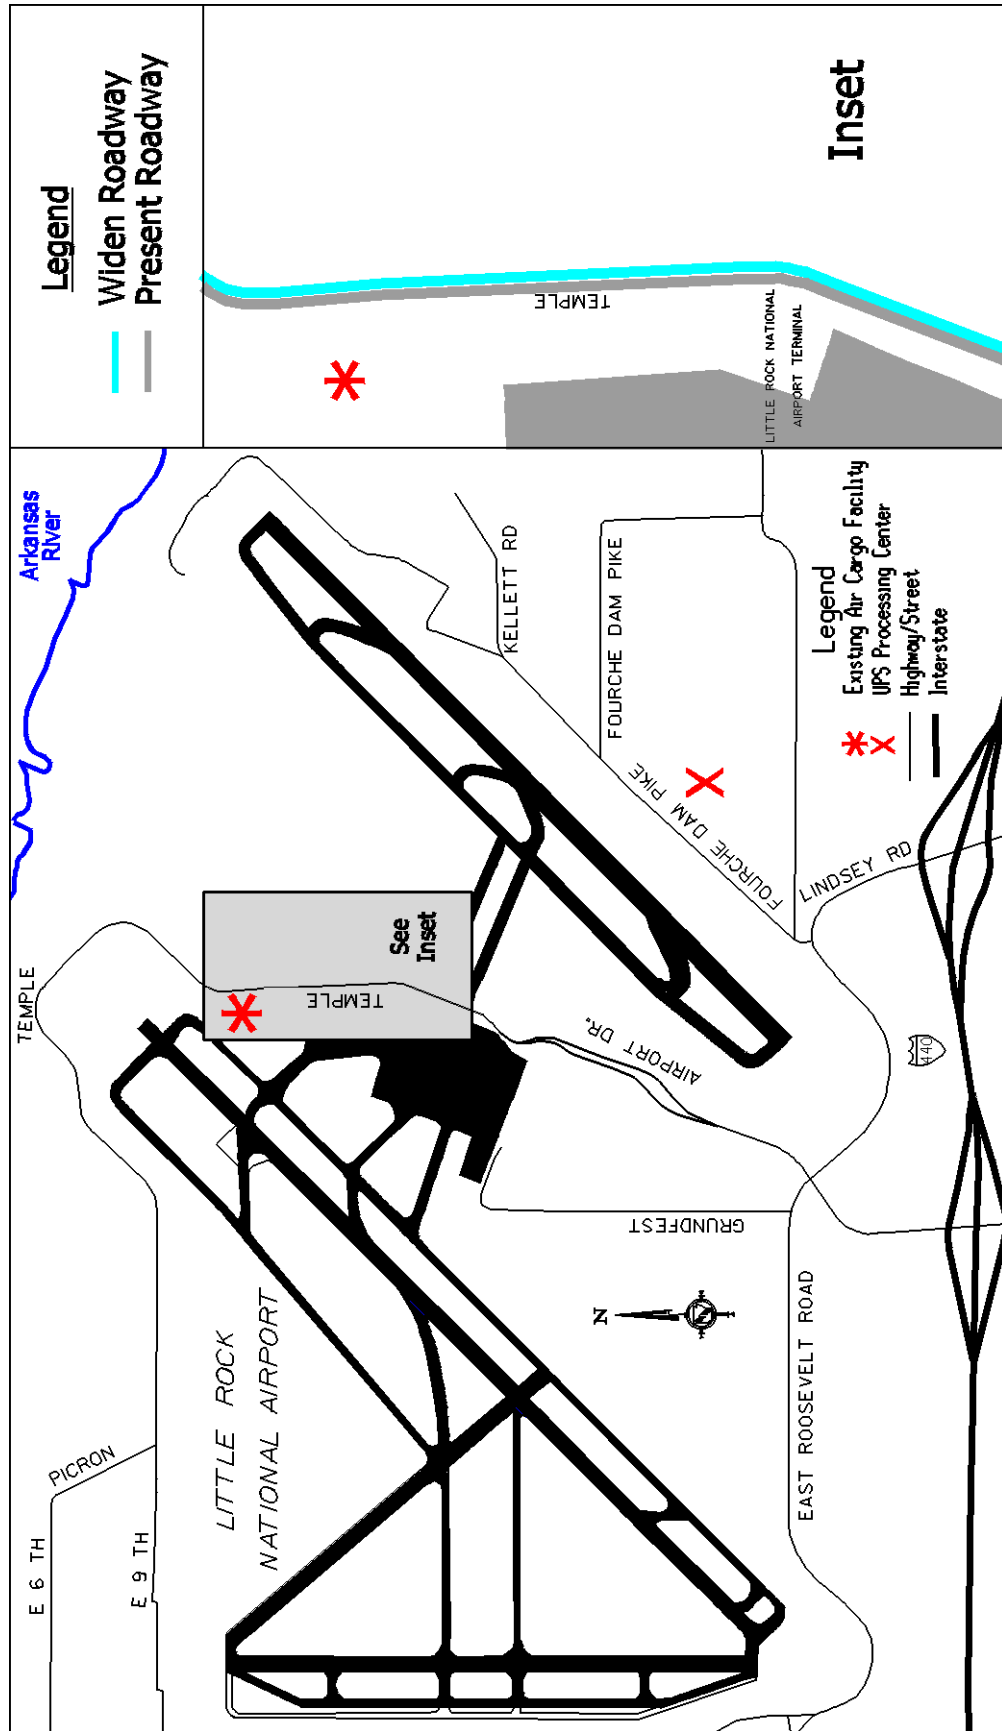 Legend
Widen Roadway
Present Roadway
TEMPLE
LITTLE ROCK NATIONAL
AIRPORT TERMINAL
Inset
Arkansas
River
TEMPLE
KELLETT RD
FOURCHE DAM PIKE
FOURCHE DAM PIKE
LINDSEY RD
See
Inset
TEMPLE
AIRPORT DR.
440
GRUNDFEST
N
EAST ROOSEVELT ROAD
LITTLE ROCK
NATIONAL AIRPORT
PICRON
E 6 TH
E 9 TH
Legend
Existing Air Cargo Facility
UPS Processing Center
Highway/Street
Interstate